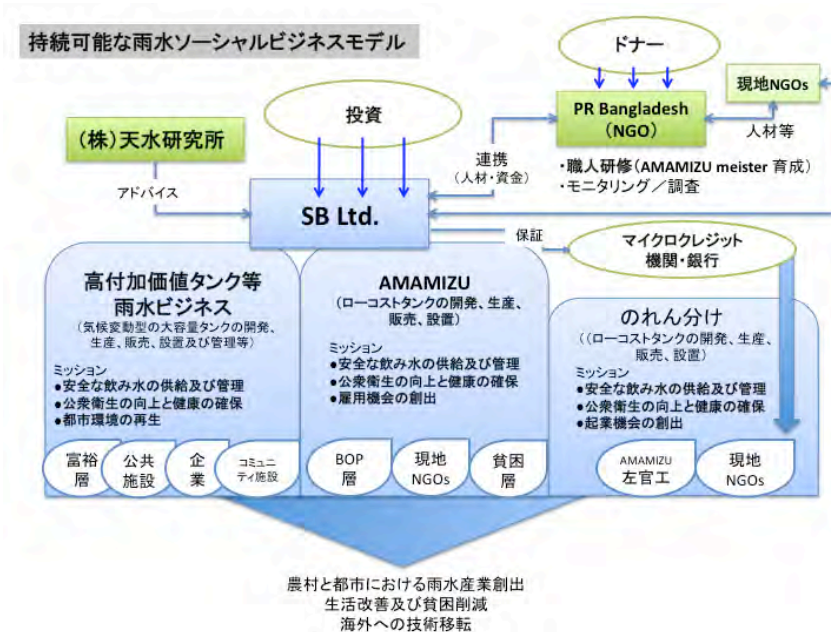 持続可能な雨水ソーシャルビジネスモデル
ドナー
現地NGOs
PR Bangladesh
（NGO）
人材等
投資
（株）天水研究所
連携
（人材・資金）
・職人研修（AMAMIZU meister 育成）
・モニタリング／調査
アドバイス
SB Ltd.
保証
マイクロクレジット
機関・銀行
高付加価値タンク等
雨水ビジネス
（気候変動型の大容量タンクの開発、
生産、販売、設置及び管理等）
ミッション
●安全な飲み水の供給及び管理
●公衆衛生の向上と健康の確保
●都市環境の再生
富裕
層
公共
施設
企
業
コミュニ
ティ施設
AMAMIZU
（ローコストタンクの開発、生産、
販売、設置）
ミッション
●安全な飲み水の供給及び管理
●公衆衛生の向上と健康の確保
●雇用機会の創出
BOP
層
現地
NGOs
貧困
層
のれん分け
（（ローコストタンクの開発、生産、
販売、設置）
ミッション
●安全な飲み水の供給及び管理
●公衆衛生の向上と健康の確保
●起業機会の創出
AMAMIZU
左官工
現地
NGOs
農村と都市における雨水産業創出
生活改善及び貧困削減
海外への技術移転